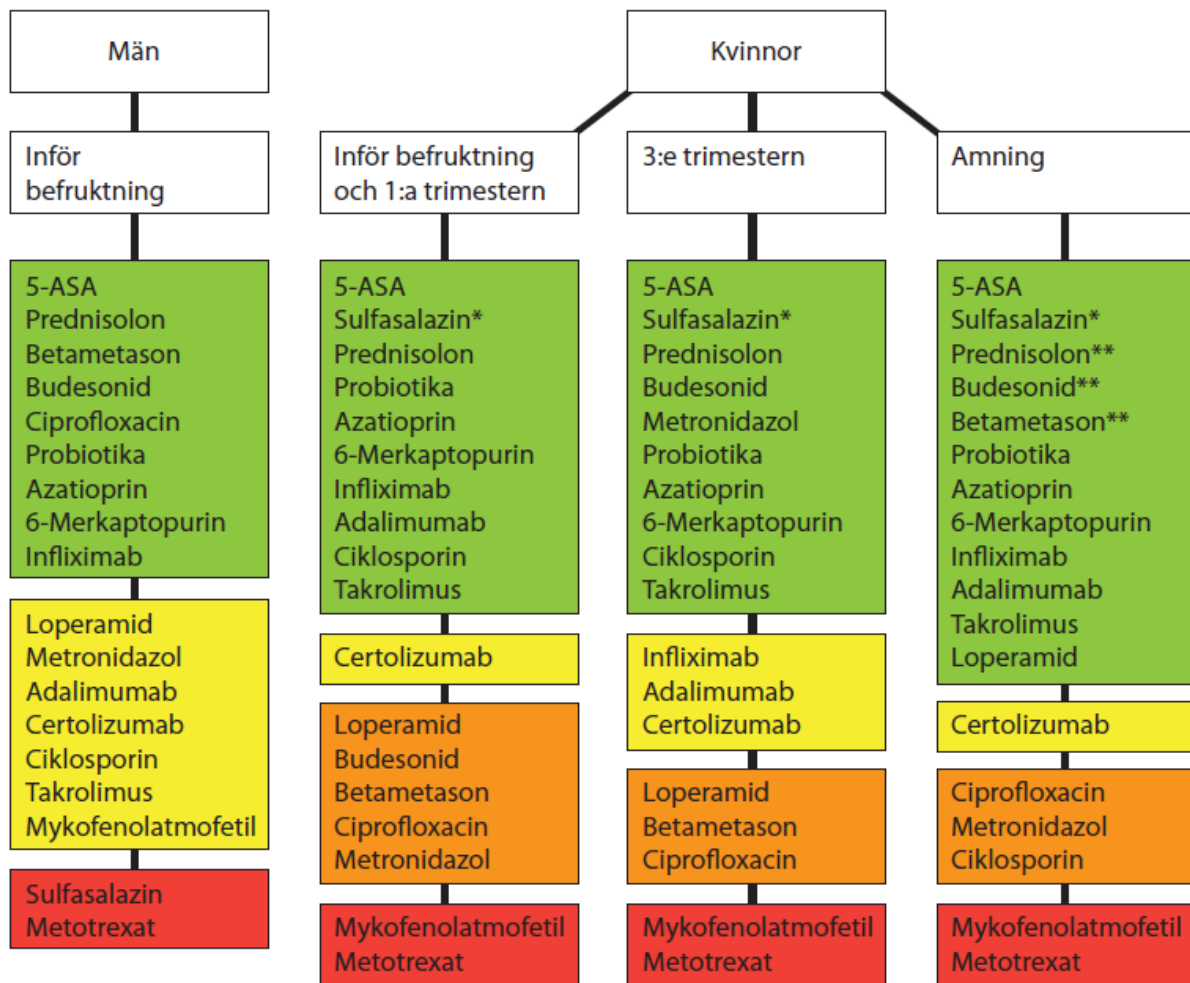 Män
Kvinnor
Inför
befruktning
Inför befruktning
och 1:a trimestern
3:e trimestern
Amning
5-ASA
Prednisolon
Betametason
Budesonid
Ciprofloxacin
Probiotika
Azatioprin
6-Merkaptopurin
Infliximab
Loperamid
Metronidazol
Adalimumab
Certolizumab
Ciklosporin
Takrolimus
Mykofenolatmofetil
Sulfasalazin
Metotrexat
5-ASA
Sulfasalazin*
Prednisolon
Probiotika
Azatioprin
6-Merkaptopurin
Infliximab
Adalimumab
Ciklosporin
Takrolimus
Certolizumab
Loperamid
Budesonid
Betametason
Ciprofloxacin
Metronidazol
Mykofenolatmofetil
Metotrexat
5-ASA
Sulfasalazin*
Prednisolon
Budesonid
Metronidazol
Probiotika
Azatioprin
6-Merkaptopurin
Ciklosporin
Takrolimus
Infliximab
Adalimumab
Certolizumab
Loperamid
Betametason
Ciprofloxacin
Mykofenolatmofetil
Metotrexat
5-ASA
Sulfasalazin*
Prednisolon**
Budesonid**
Betametason**
Probiotika
Azatioprin
6-Merkaptopurin
Infliximab
Adalimumab
Takrolimus
Loperamid
Certolizumab
Ciprofloxacin
Metronidazol
Ciklosporin
Mykofenolatmofetil
Metotrexat